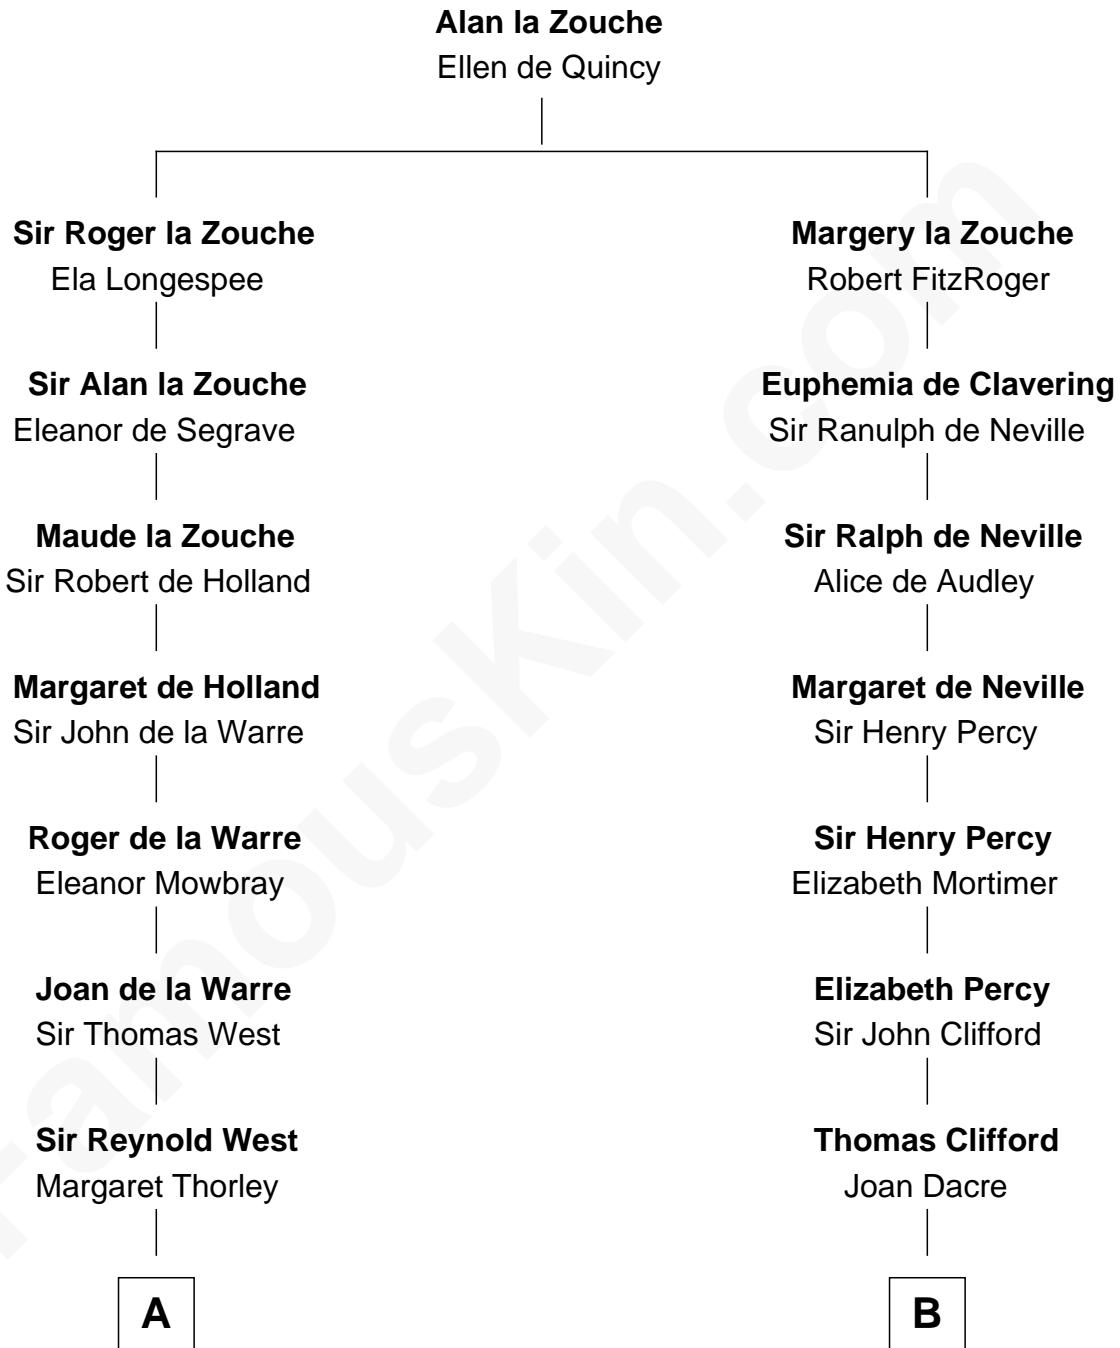 Alan la Zouche
Ellen de Quincy
Sir Roger la Zouche
Ela Longespee
Sir Alan la Zouche
Eleanor de Segrave
Maude la Zouche
Sir Robert de Holland
Margaret de Holland
Sir John de la Warre
Roger de la Warre
Eleanor Mowbray
Joan de la Warre
Sir Thomas West
Sir Reynold West
Margaret Thorley
A
Margery la Zouche
Robert FitzRoger
Euphemia de Clavering
Sir Ranulph de Neville
Sir Ralph de Neville
Alice de Audley
Margaret de Neville
Sir Henry Percy
Sir Henry Percy
Elizabeth Mortimer
Elizabeth Percy
Sir John Clifford
Thomas Clifford
Joan Dacre
B
FamousKin.com